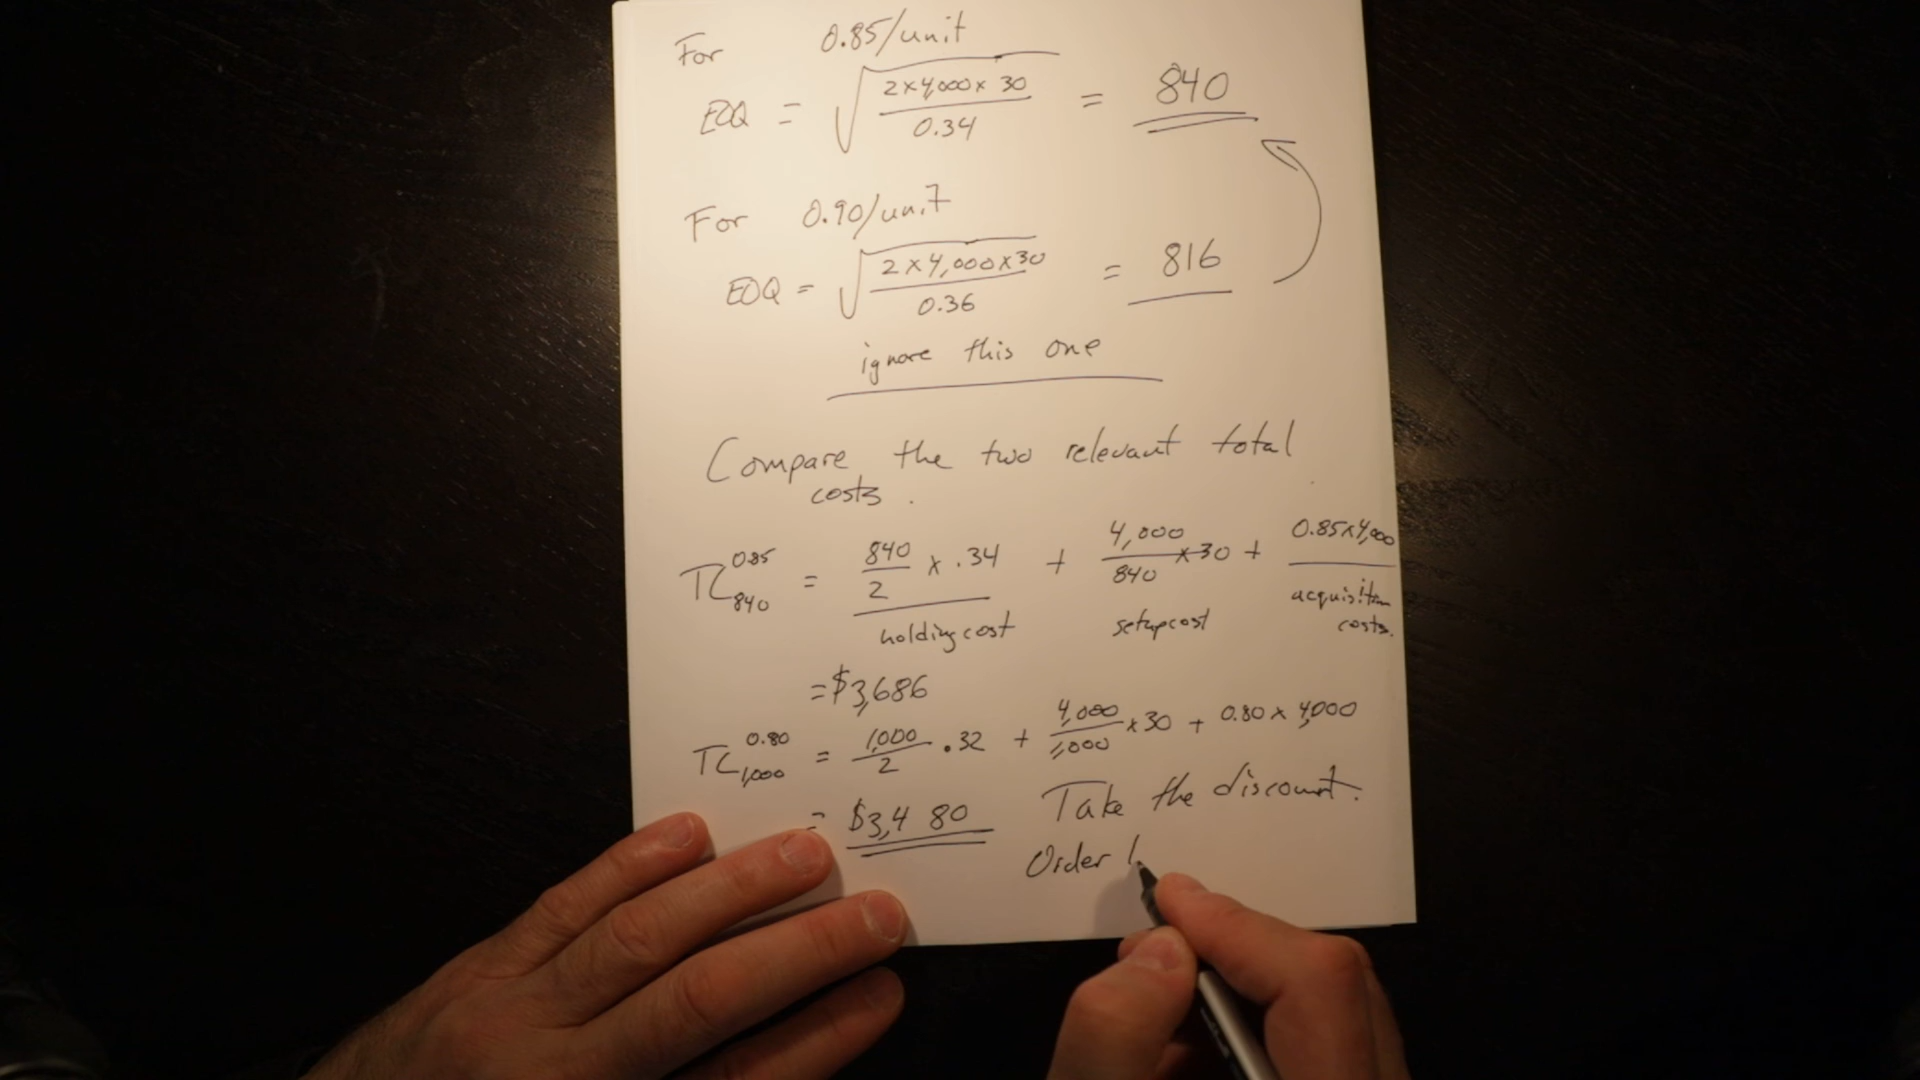 For 0.85/unit
EOQ = √(2×4,000×30 / 0.34) = 840
For 0.90/unit
EOQ = √(2×4,000×30 / 0.36) = 816
ignore this one
Compare the two relevant total
costs.
TC 0.85 840 = 840/2 × .34 + 4,000/840 × 30 + 0.85×4,000
holding cost setup cost acquisition
costs.
= $3,686
TC 0.80 1,000 = 1,000/2 .32 + 4,000/1,000 × 30 + 0.80 × 4,000
= $3,480 Take the discount.
Order